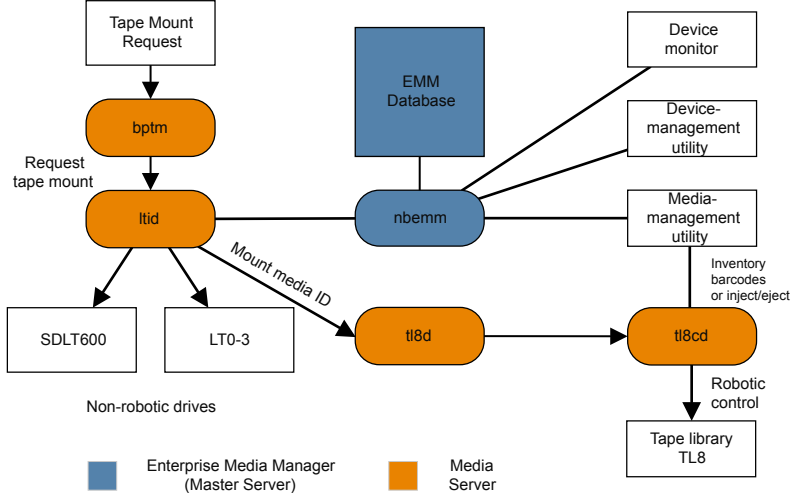 Tape Mount
Request
EMM
Database
Device
monitor
bptm
Device-
management
utility
Request
tape mount
ltid
nbemm
Media-
management
utility
Mount media ID
Inventory
barcodes
or inject/eject
SDLT600
LT0-3
tl8d
tl8cd
Robotic
control
Non-robotic drives
Tape library
TL8
Enterprise Media Manager
(Master Server)
Media
Server